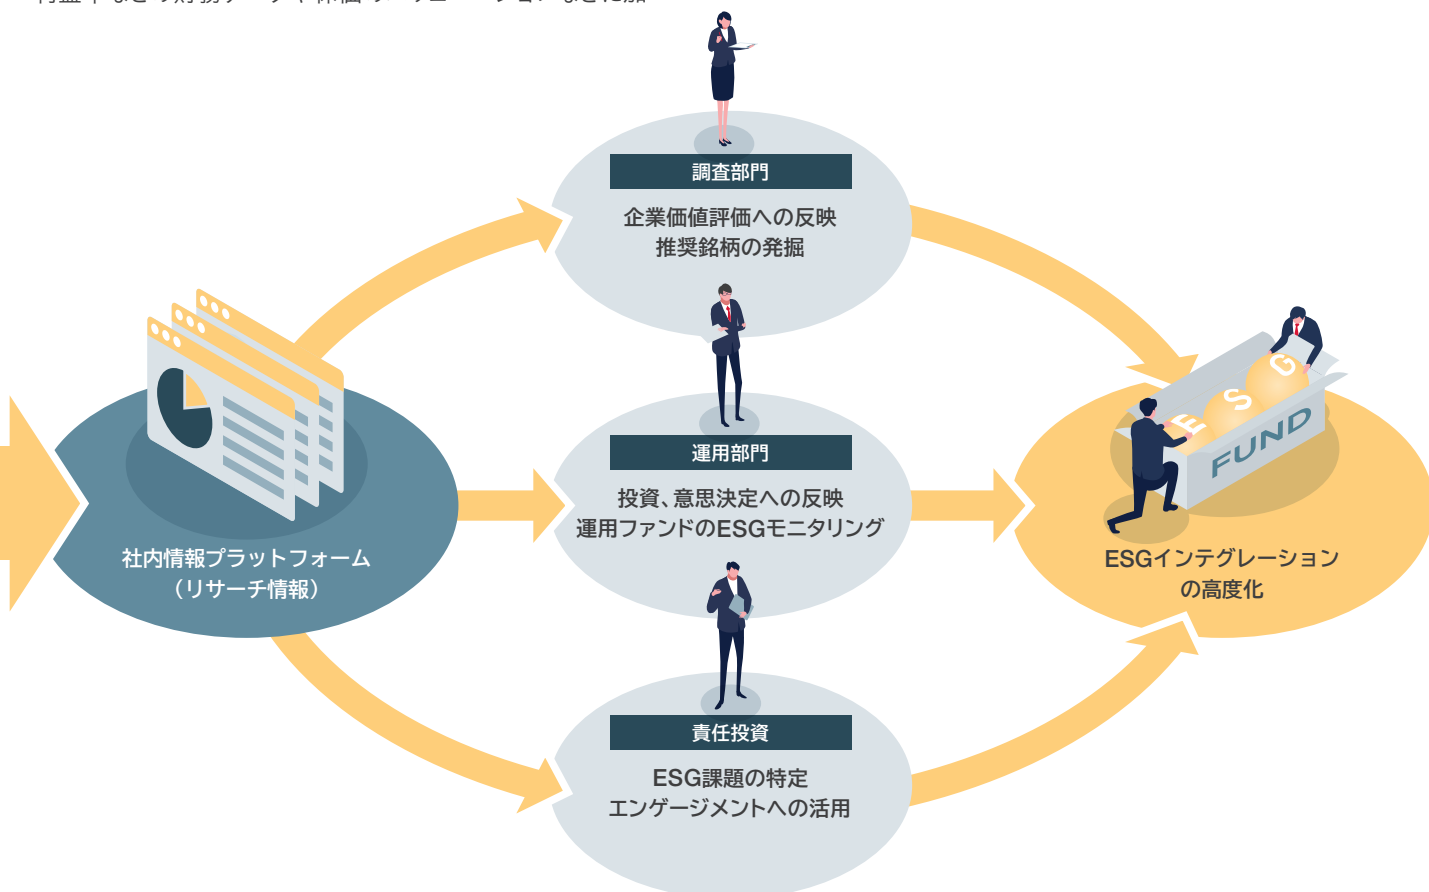 調査部門
企業価値評価への反映
推奨銘柄の発掘
運用部門
投資、意思決定への反映
運用ファンドのESGモニタリング
責任投資
ESG課題の特定
エンゲージメントへの活用
社内情報プラットフォーム
（リサーチ情報）
E S G
FUND
ESGインテグレーション
の高度化